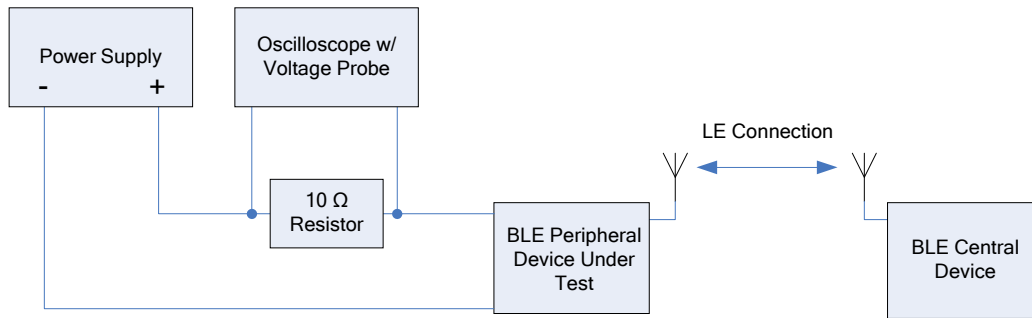 Power Supply
- +
Oscilloscope w/
Voltage Probe
LE Connection
10 Ω
Resistor
BLE Peripheral
Device Under
Test
BLE Central
Device